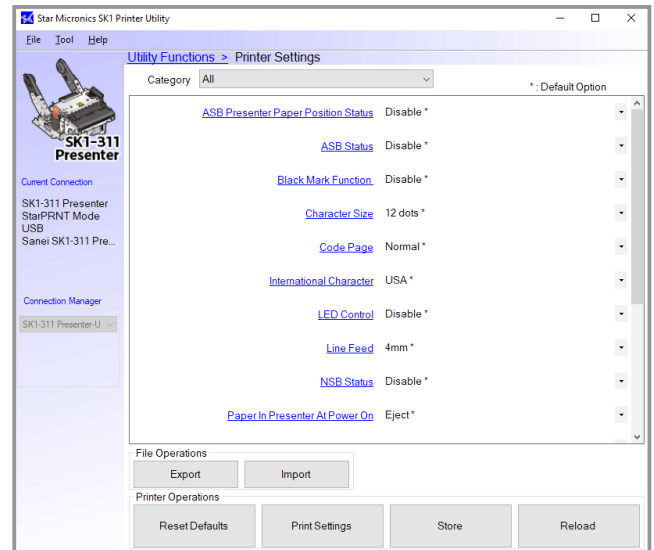 Star Micronics SK1 Printer Utility
File Tool Help
Utility Functions > Printer Settings
Category All
* : Default Option
SK1-311
Presenter
Current Connection
SK1-311 Presenter
StarPRNT Mode
USB
Sanei SK1-311 Pre...
Connection Manager
SK1-311 Presenter-U
ASB Presenter Paper Position Status Disable *
ASB Status Disable *
Black Mark Function Disable *
Character Size 12 dots *
Code Page Normal *
International Character USA *
LED Control Disable *
Line Feed 4mm *
NSB Status Disable *
Paper In Presenter At Power On Eject *
File Operations
Export Import
Printer Operations
Reset Defaults Print Settings Store Reload